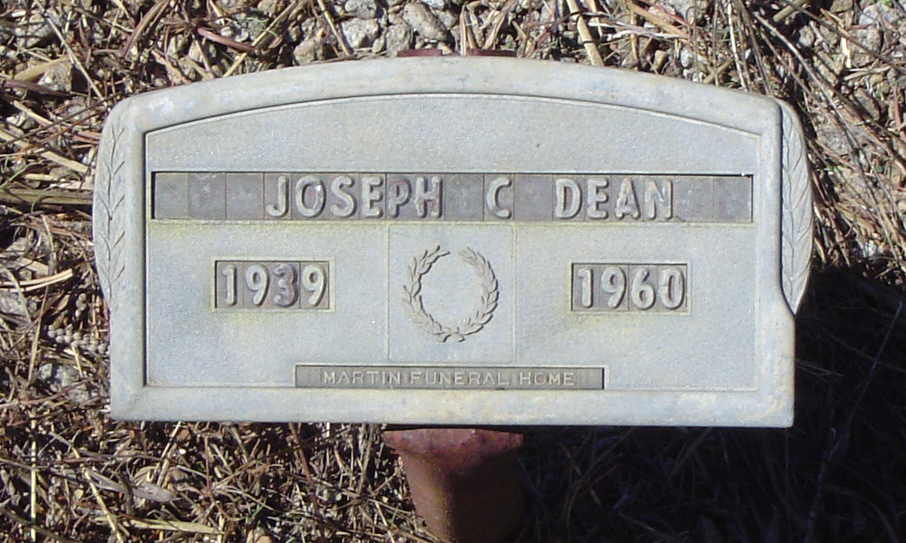 JOSEPH C DEAN
1939 1960
MARTIN FUNERAL HOME